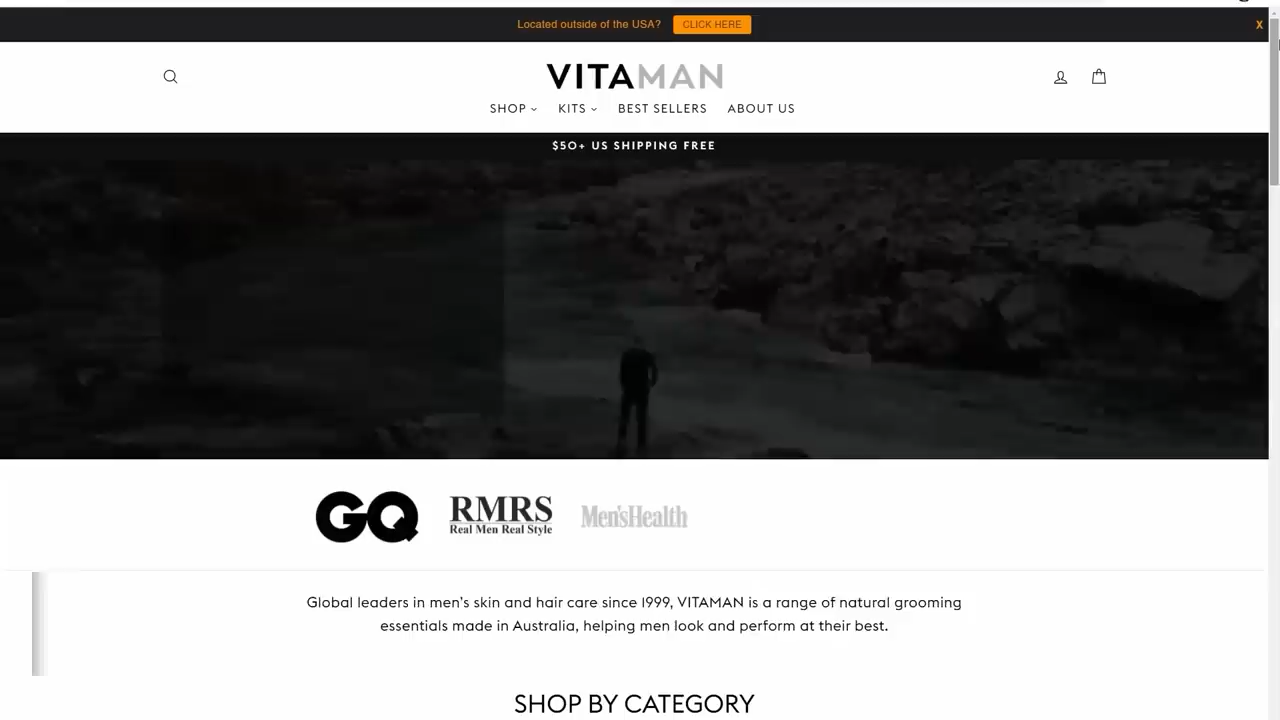 Located outside of the USA? CLICK HERE X
VITAMAN
SHOP KITS BEST SELLERS ABOUT US
$50+ US SHIPPING FREE
GQ RMRS Real Men Real Style Men'sHealth
Global leaders in men's skin and hair care since 1999, VITAMAN is a range of natural grooming
essentials made in Australia, helping men look and perform at their best.
SHOP BY CATEGORY